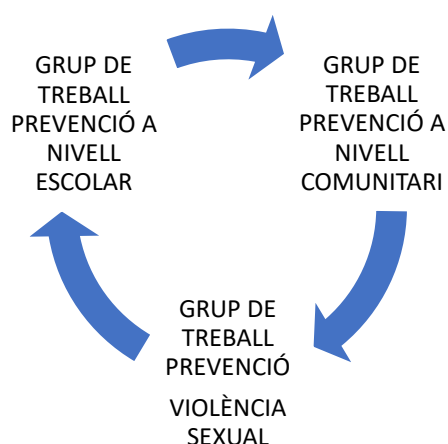 GRUP DE
TREBALL
PREVENCIÓ A
NIVELL
ESCOLAR
GRUP DE
TREBALL
PREVENCIÓ A
NIVELL
COMUNITARI
GRUP DE
TREBALL
PREVENCIÓ
VIOLÈNCIA
SEXUAL